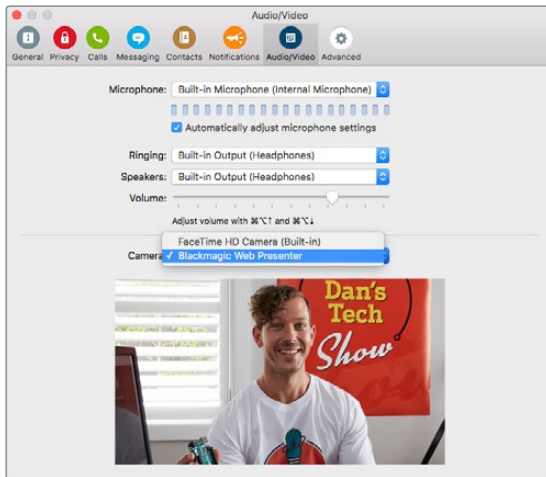 Audio/Video
General Privacy Calls Messaging Contacts Notifications Audio/Video Advanced
Microphone: Built-in Microphone (Internal Microphone)
Automatically adjust microphone settings
Ringing: Built-in Output (Headphones)
Speakers: Built-in Output (Headphones)
Volume:
Adjust volume with ⌘⌥↑ and ⌘⌥↓
FaceTime HD Camera (Built-in)
Camera ✓ Blackmagic Web Presenter
Dan's
Tech
Show